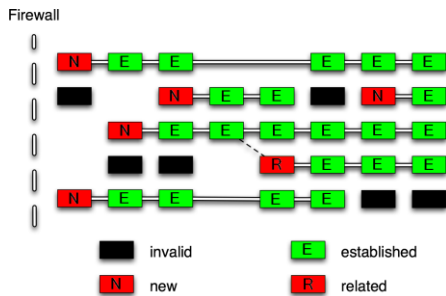 Firewall
N E E E E E
N E E N E
N E E E E E E
R E E E
N E E E E
invalid E established
N new R related